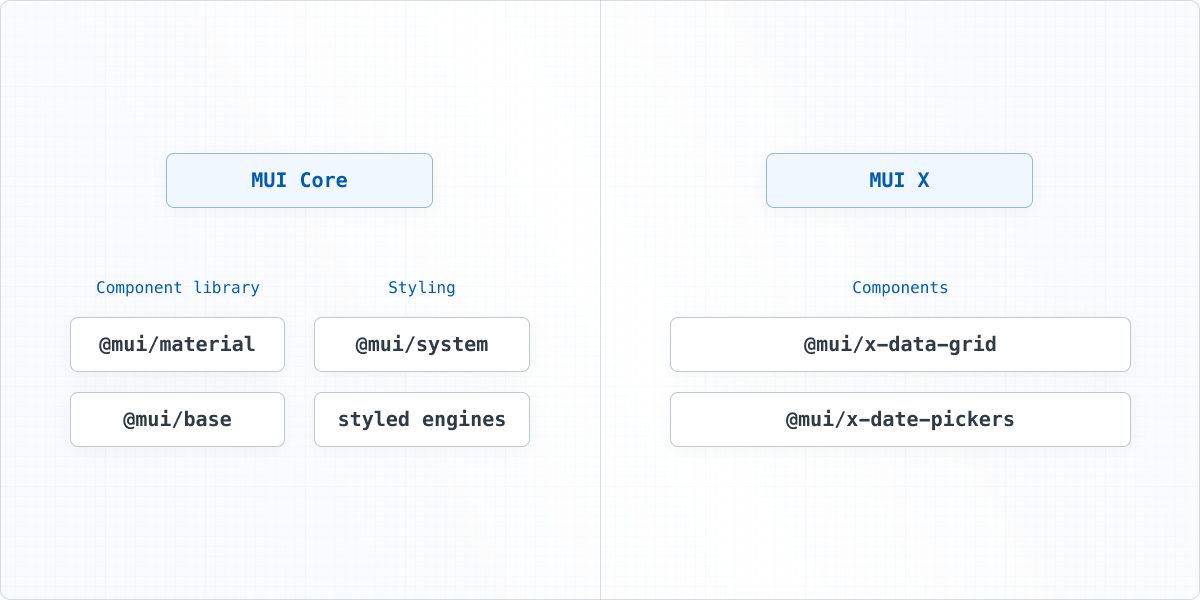 MUI Core
Component library
@mui/material
@mui/base
Styling
@mui/system
styled engines
MUI X
Components
@mui/x-data-grid
@mui/x-date-pickers